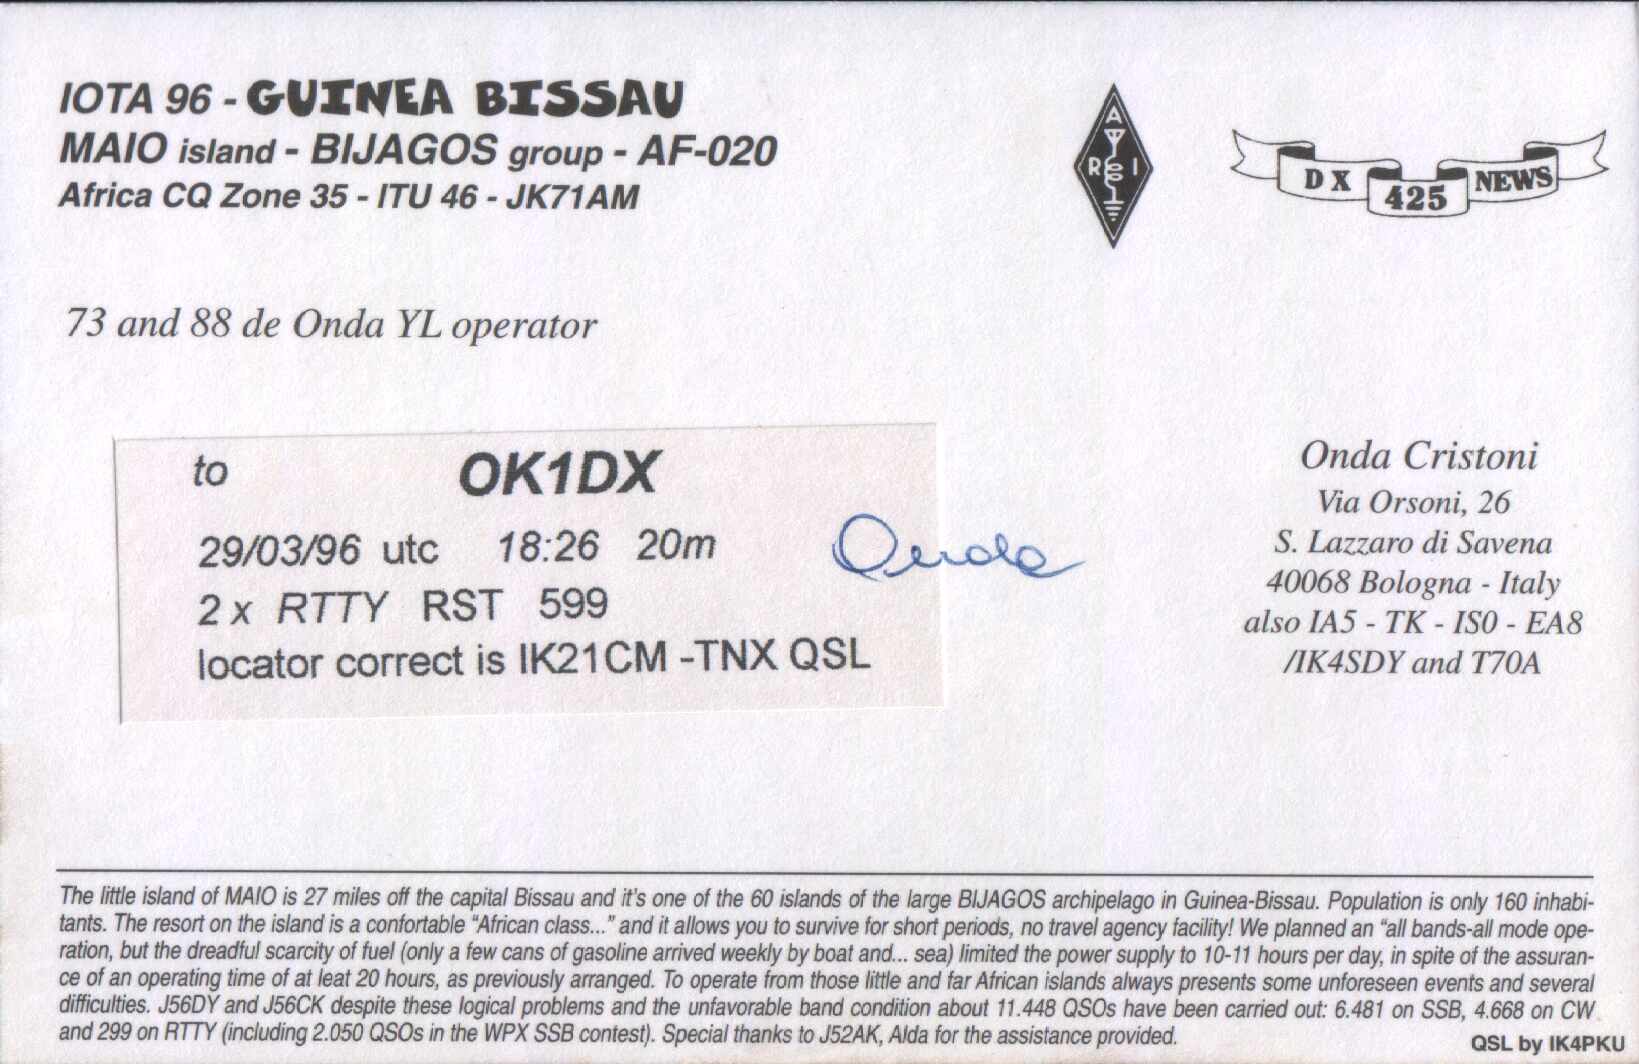 IOTA 96 - GUINEA BISSAU
MAIO island - BIJAGOS group - AF-020
Africa CQ Zone 35 - ITU 46 - JK71AM
A
R I
DX 425 NEWS
73 and 88 de Onda YL operator
to OK1DX
29/03/96 utc 18:26 20m
2 x RTTY RST 599
locator correct is IK21CM -TNX QSL
Onda
Onda Cristoni
Via Orsoni, 26
S. Lazzaro di Savena
40068 Bologna - Italy
also IA5 - TK - IS0 - EA8
/IK4SDY and T70A
The little island of MAIO is 27 miles off the capital Bissau and it's one of the 60 islands of the large BIJAGOS archipelago in Guinea-Bissau. Population is only 160 inhabi-
tants. The resort on the island is a confortable "African class..." and it allows you to survive for short periods, no travel agency facility! We planned an "all bands-all mode ope-
ration, but the dreadful scarcity of fuel (only a few cans of gasoline arrived weekly by boat and... sea) limited the power supply to 10-11 hours per day, in spite of the assuran-
ce of an operating time of at leat 20 hours, as previously arranged. To operate from those little and far African islands always presents some unforeseen events and several
difficulties. J56DY and J56CK despite these logical problems and the unfavorable band condition about 11.448 QSOs have been carried out: 6.481 on SSB, 4.668 on CW
and 299 on RTTY (including 2.050 QSOs in the WPX SSB contest). Special thanks to J52AK, Alda for the assistance provided.
QSL by IK4PKU